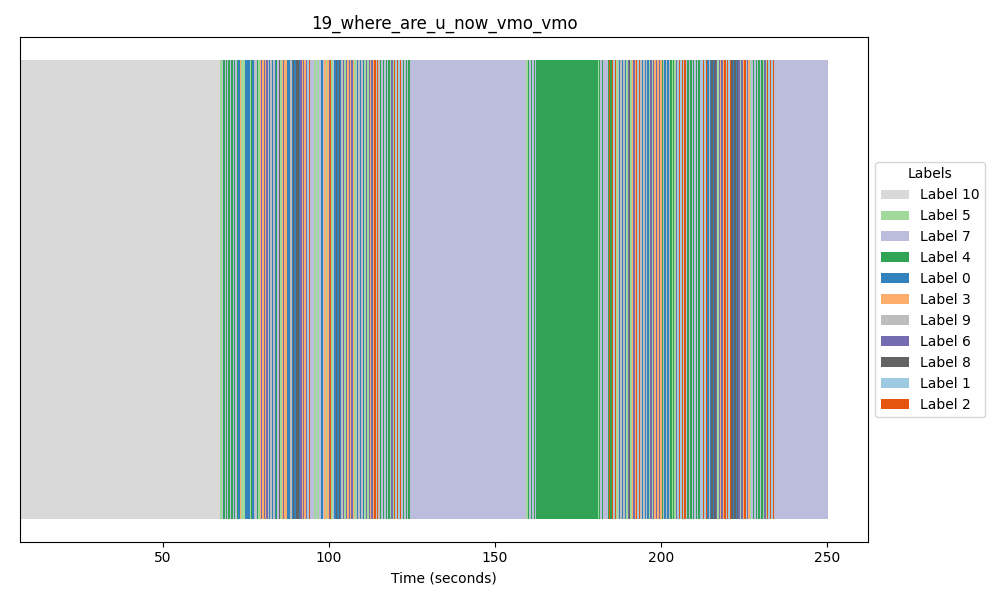 19_where_are_u_now_vmo_vmo
Labels
Label 10
Label 5
Label 7
Label 4
Label 0
Label 3
Label 9
Label 6
Label 8
Label 1
Label 2
50
100
150
200
250
Time (seconds)